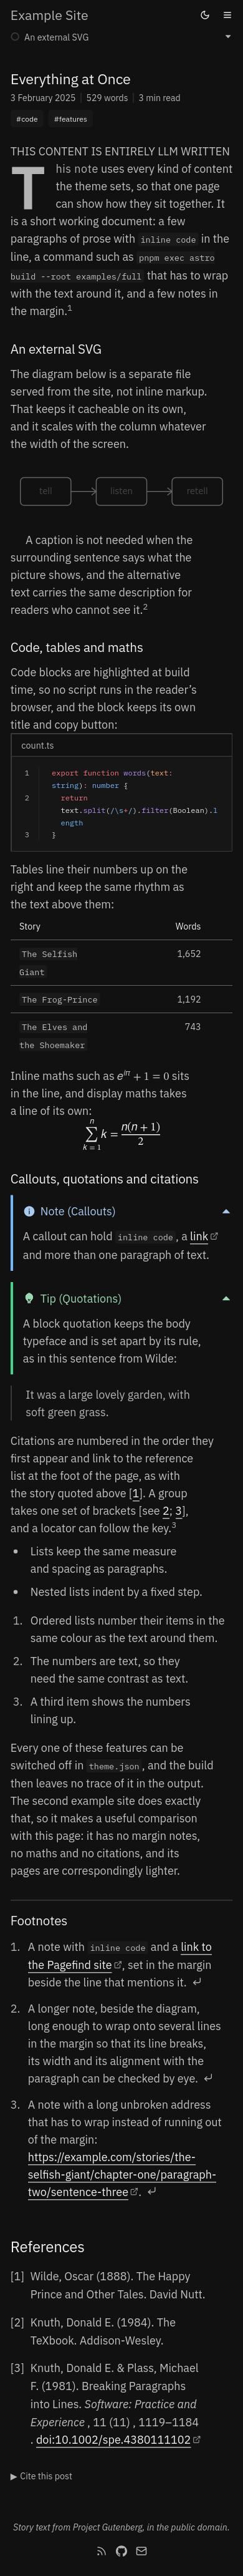 Example Site
An external SVG
Everything at Once
3 February 2025 529 words 3 min read
#code #features
THIS CONTENT IS ENTIRELY LLM WRITTEN
This note uses every kind of content
the theme sets, so that one page
can show how they sit together. It
is a short working document: a few
paragraphs of prose with inline code in the
line, a command such as pnpm exec astro
build --root examples/full that has to wrap
with the text around it, and a few notes in
the margin.1
An external SVG
The diagram below is a separate file
served from the site, not inline markup.
That keeps it cacheable on its own,
and it scales with the column whatever
the width of the screen.
tell listen retell
A caption is not needed when the
surrounding sentence says what the
picture shows, and the alternative
text carries the same description for
readers who cannot see it.2
Code, tables and maths
Code blocks are highlighted at build
time, so no script runs in the reader's
browser, and the block keeps its own
title and copy button:
count.ts
1 export function words(text:
string): number {
2 return
text.split(/\s+/).filter(Boolean).l
ength
3 }
Tables line their numbers up on the
right and keep the same rhythm as
the text above them:
Story Words
The Selfish
Giant 1,652
The Frog-Prince 1,192
The Elves and
the Shoemaker 743
Inline maths such as e^{iπ} + 1 = 0 sits
in the line, and display maths takes
a line of its own:
n
∑ k = n(n + 1)
k = 1 2
Callouts, quotations and citations
Note (Callouts)
A callout can hold inline code, a link
and more than one paragraph of text.
Tip (Quotations)
A block quotation keeps the body
typeface and is set apart by its rule,
as in this sentence from Wilde:
It was a large lovely garden, with
soft green grass.
Citations are numbered in the order they
first appear and link to the reference
list at the foot of the page, as with
the story quoted above [1]. A group
takes one set of brackets [see 2; 3],
and a locator can follow the key.3
• Lists keep the same measure
and spacing as paragraphs.
• Nested lists indent by a fixed step.
1. Ordered lists number their items in the
same colour as the text around them.
2. The numbers are text, so they
need the same contrast as text.
3. A third item shows the numbers
lining up.
Every one of these features can be
switched off in theme.json, and the build
then leaves no trace of it in the output.
The second example site does exactly
that, so it makes a useful comparison
with this page: it has no margin notes,
no maths and no citations, and its
pages are correspondingly lighter.
Footnotes
1. A note with inline code and a link to
the Pagefind site, set in the margin
beside the line that mentions it. ↩
2. A longer note, beside the diagram,
long enough to wrap onto several lines
in the margin so that its line breaks,
its width and its alignment with the
paragraph can be checked by eye. ↩
3. A note with a long unbroken address
that has to wrap instead of running out
of the margin:
https://example.com/stories/the-
selfish-giant/chapter-one/paragraph-
two/sentence-three. ↩
References
[1] Wilde, Oscar (1888). The Happy
Prince and Other Tales. David Nutt.
[2] Knuth, Donald E. (1984). The
TeXbook. Addison-Wesley.
[3] Knuth, Donald E. & Plass, Michael
F. (1981). Breaking Paragraphs
into Lines. Software: Practice and
Experience , 11 (11) , 1119–1184
. doi:10.1002/spe.4380111102
▶ Cite this post
Story text from Project Gutenberg, in the public domain.